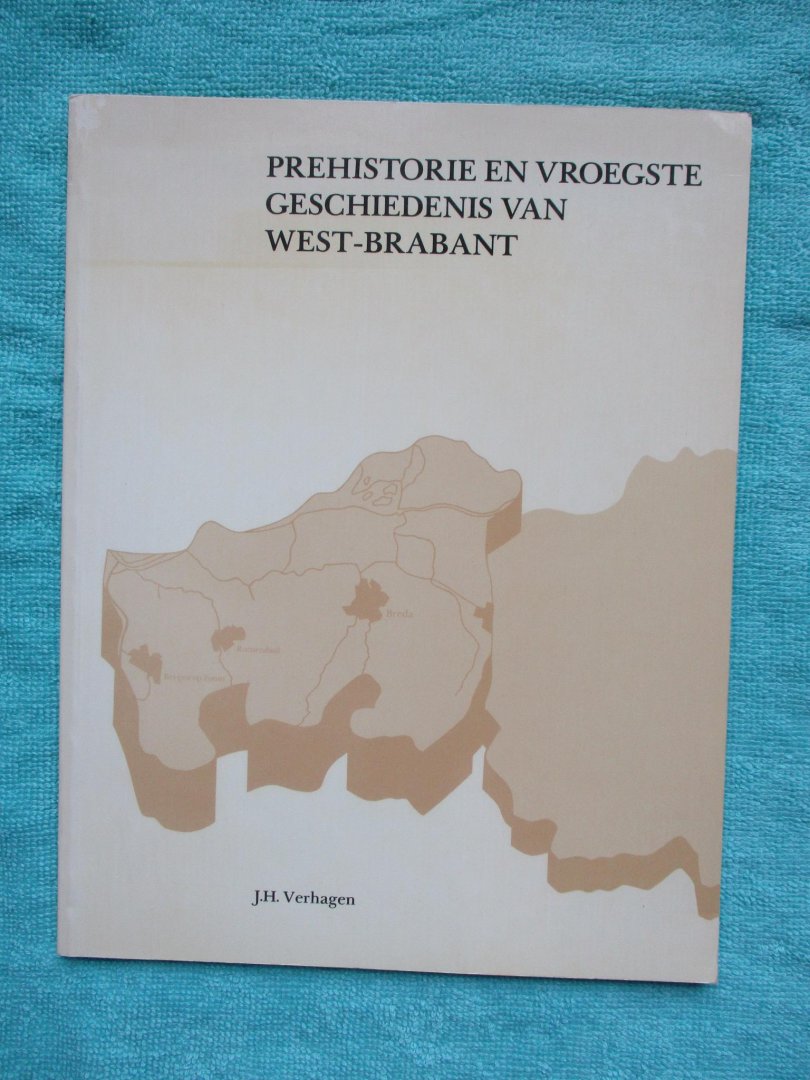 PREHISTORIE EN VROEGSTE
GESCHIEDENIS VAN
WEST-BRABANT
Breda
Roosendaal
Bergen op Zoom
J.H. Verhagen